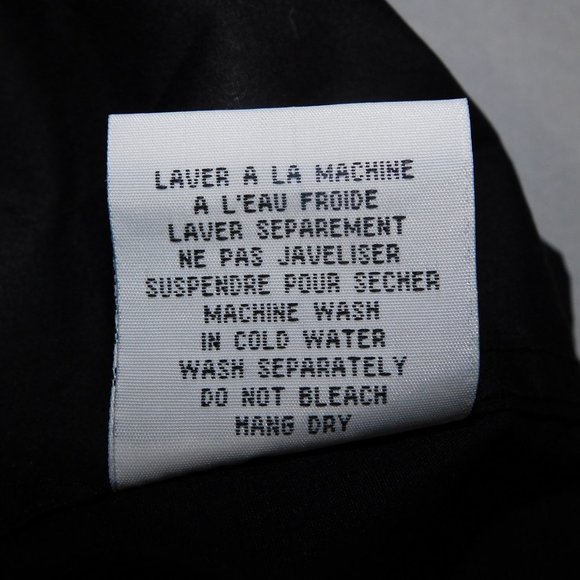 LAVER A LA MACHINE
A L'EAU FROIDE
LAVER SEPAREMENT
NE PAS JAVELISER
SUSPENDRE POUR SECHER
MACHINE WASH
IN COLD WATER
WASH SEPARATELY
DO NOT BLEACH
HANG DRY